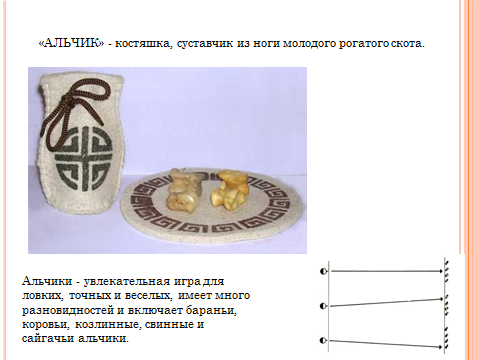 «АЛЬЧИК» - костяшка, суставчик из ноги молодого рогатого скота.
Альчики - увлекательная игра для
ловких, точных и веселых, имеет много
разновидностей и включает бараньи,
коровьи, козлинные, свинные и
сайгачьи альчики.